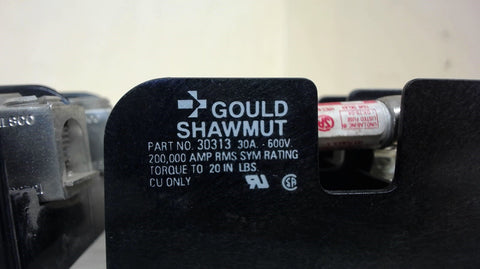 GOULD
SHAWMUT
PART NO. 30313 30A. - 600V.
200,000 AMP RMS SYM RATING
TORQUE TO 20 IN LBS.
CU ONLY